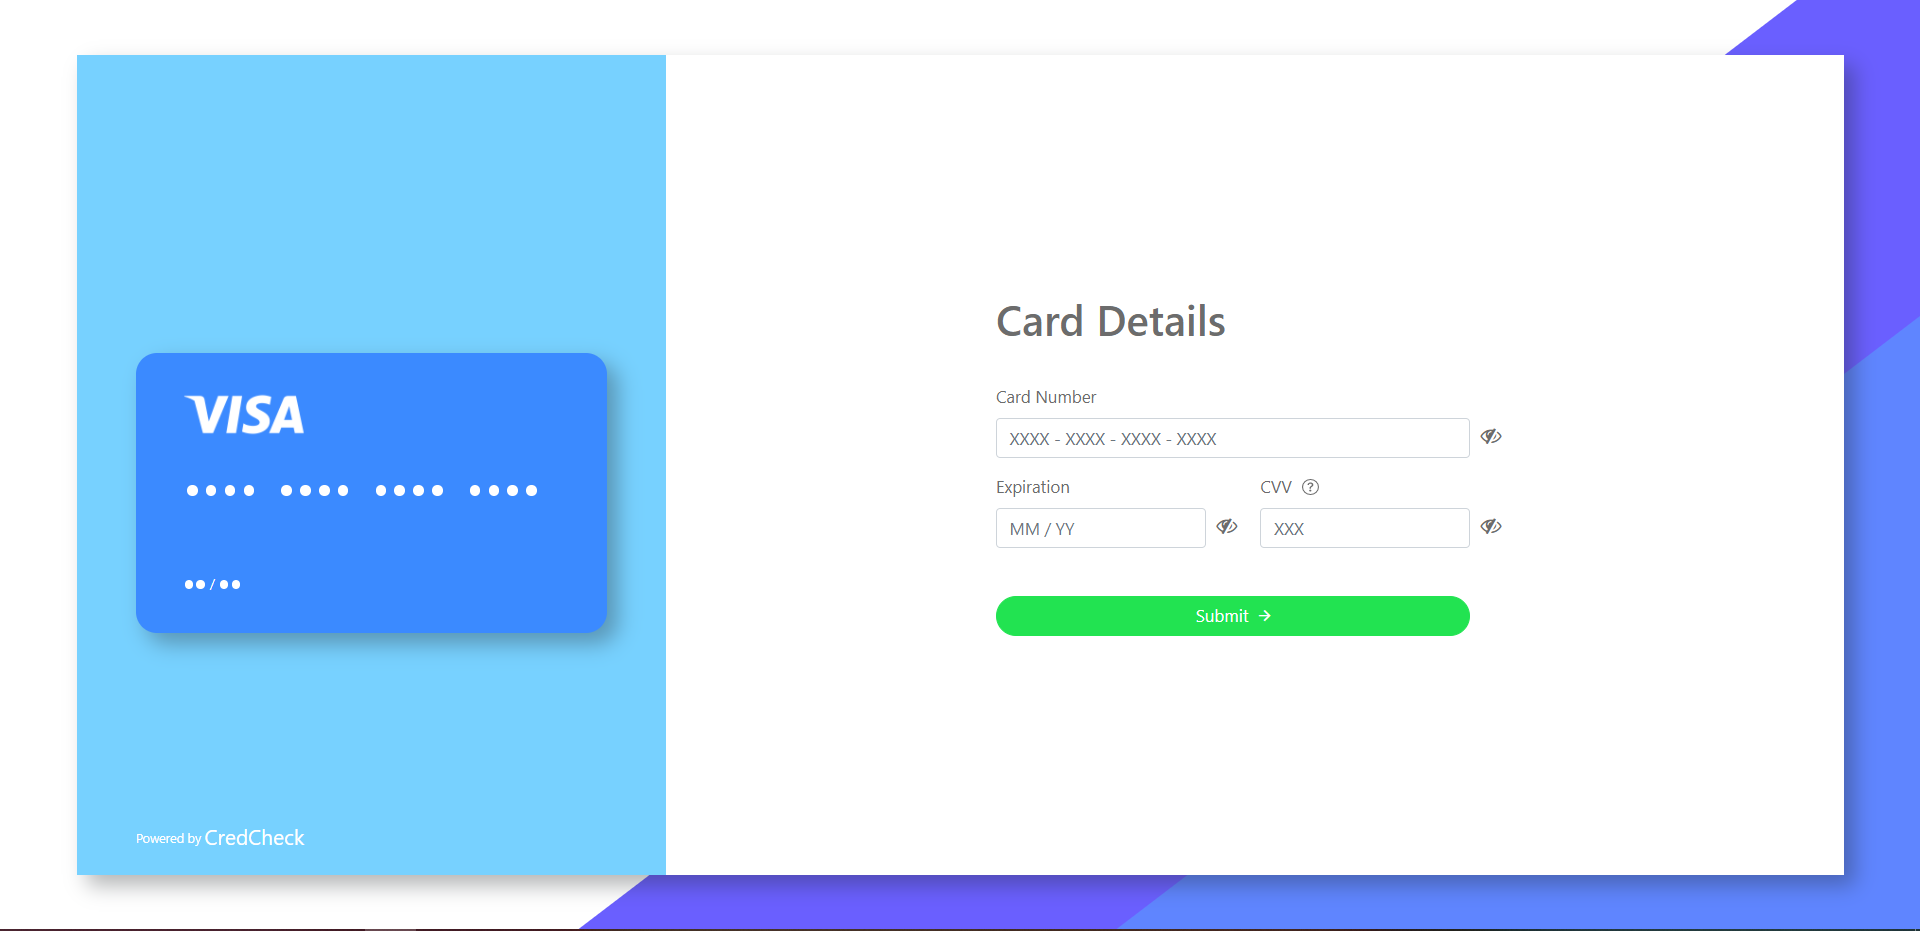 VISA
•••• •••• •••• ••••
••/••
Powered by CredCheck
Card Details
Card Number
XXXX - XXXX - XXXX - XXXX
Expiration
CVV ?
MM / YY
XXX
Submit →